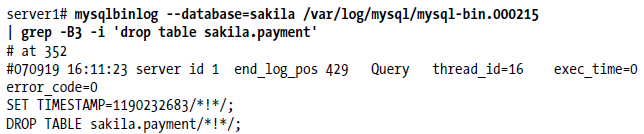 server1# mysqlbinlog --database=sakila /var/log/mysql/mysql-bin.000215
| grep -B3 -i 'drop table sakila.payment'
# at 352
#070919 16:11:23 server id 1  end_log_pos 429   Query   thread_id=16    exec_time=0
error_code=0
SET TIMESTAMP=1190232683/*!*/;
DROP TABLE sakila.payment/*!*/;